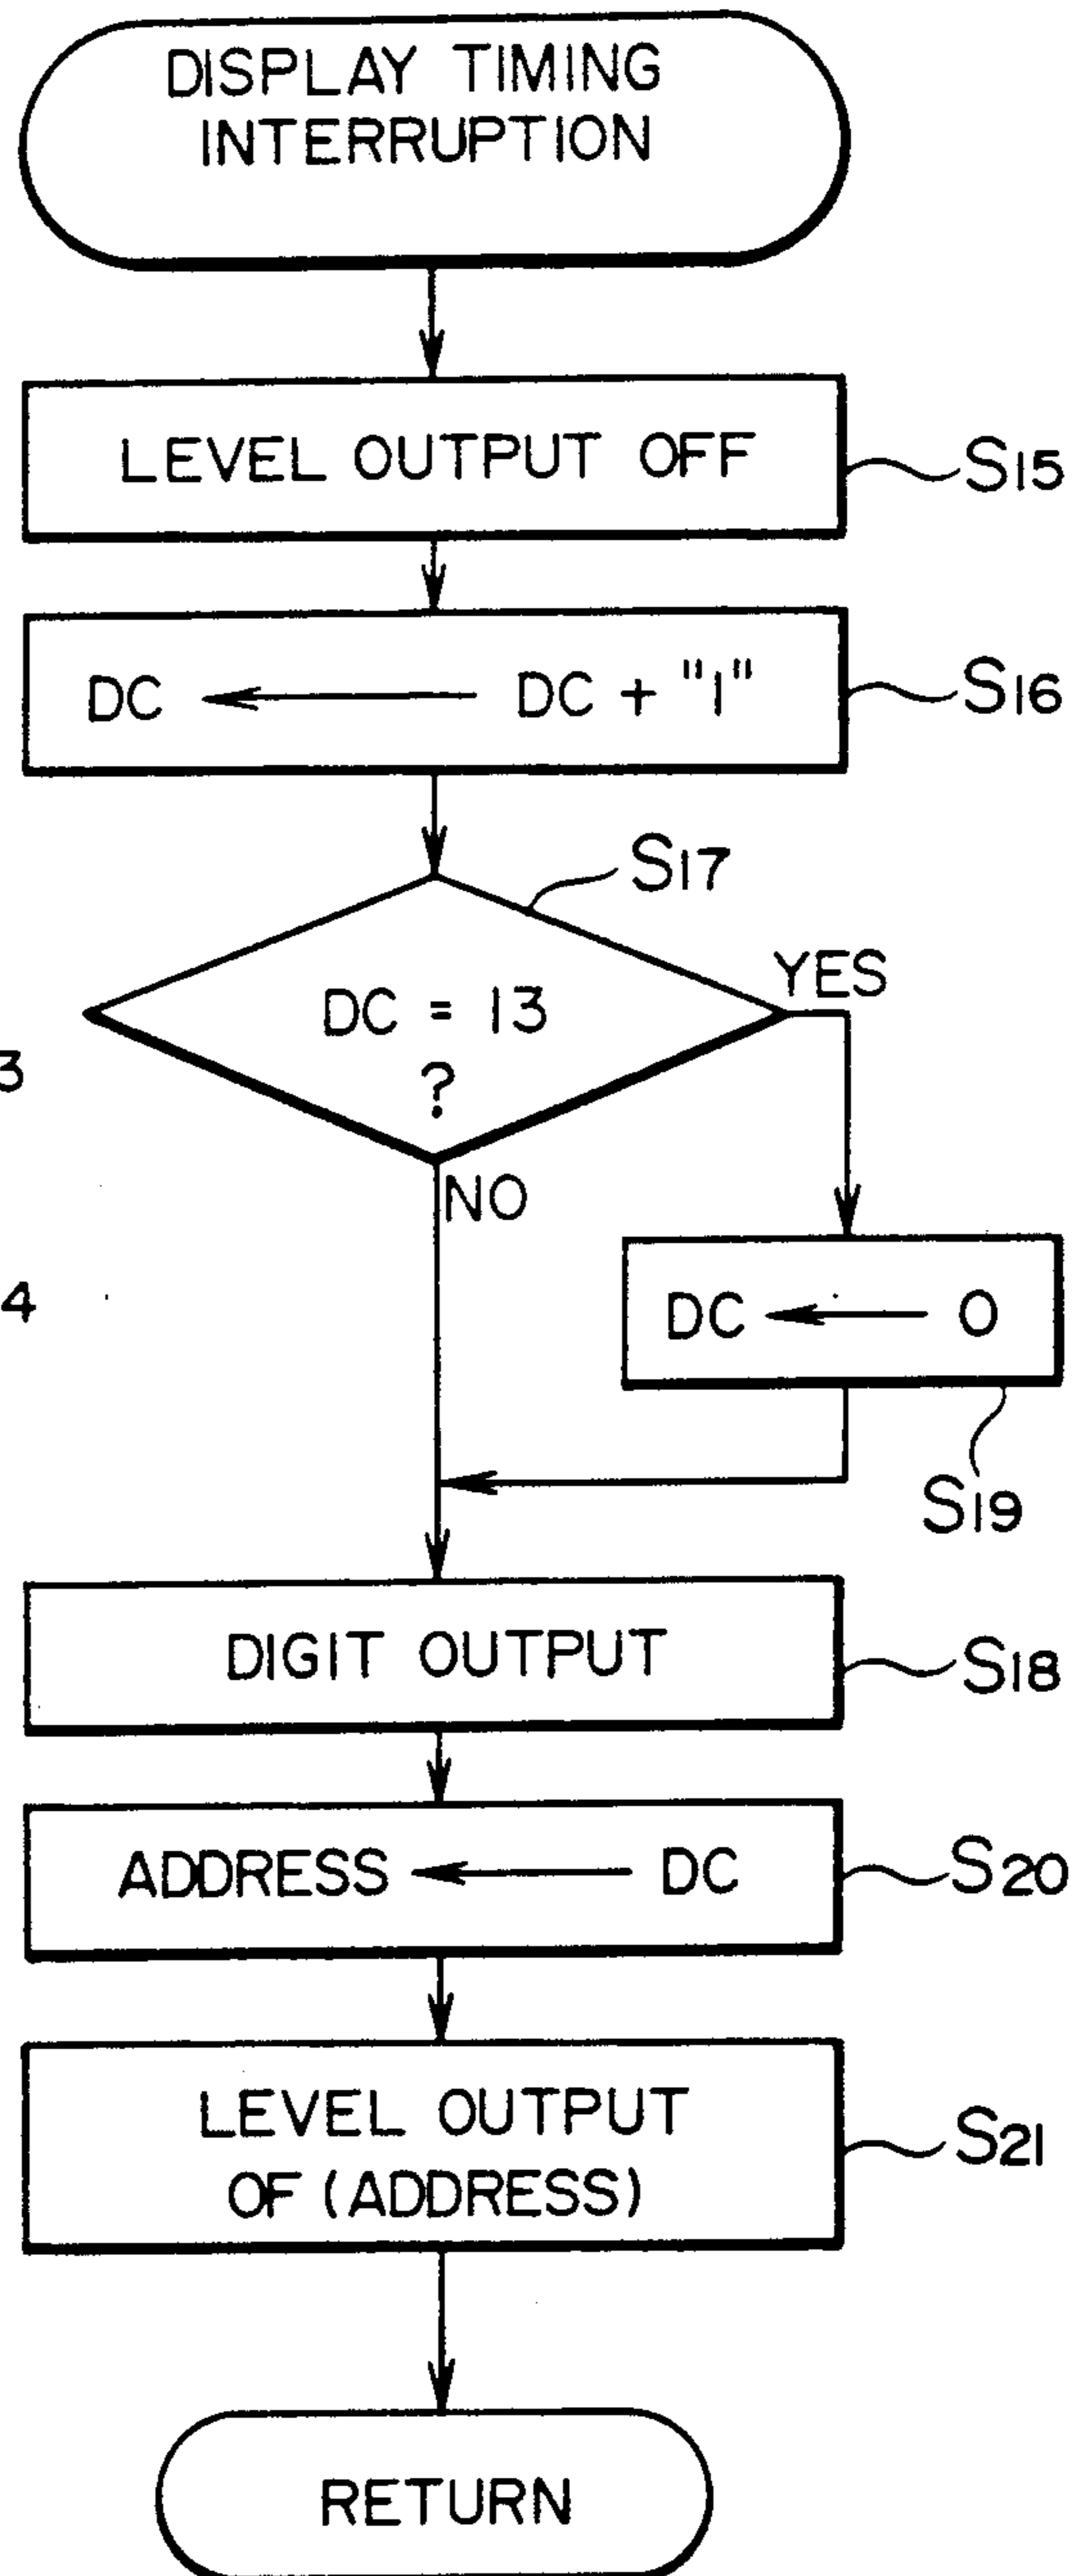 DISPLAY TIMING
INTERRUPTION
LEVEL OUTPUT OFF
S15
DC ← DC + "1"
S16
S17
DC = 13
?
YES
3
NO
4
DC ← 0
S19
DIGIT OUTPUT
S18
ADDRESS ← DC
S20
LEVEL OUTPUT
OF (ADDRESS)
S21
RETURN